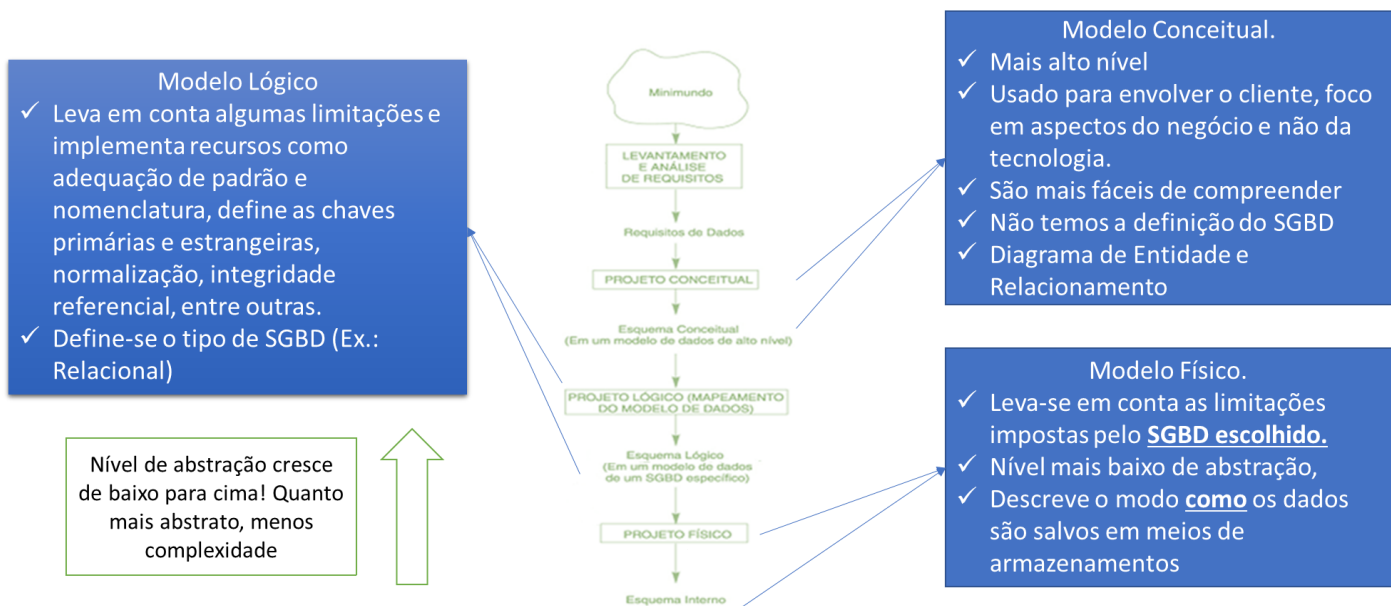 Modelo Lógico
✓ Leva em conta algumas limitações e
implementa recursos como
adequação de padrão e
nomenclatura, define as chaves
primárias e estrangeiras,
normalização, integridade
referencial, entre outras.
✓ Define-se o tipo de SGBD (Ex.:
Relacional)
Nível de abstração cresce
de baixo para cima! Quanto
mais abstrato, menos
complexidade
Minimundo
LEVANTAMENTO
E ANÁLISE
DE REQUISITOS
Requisitos de Dados
PROJETO CONCEITUAL
Esquema Conceitual
(Em um modelo de dados de alto nível)
PROJETO LÓGICO (MAPEAMENTO
DO MODELO DE DADOS)
Esquema Lógico
(Em um modelo de dados
de um SGBD específico)
PROJETO FÍSICO
Esquema Interno
Modelo Conceitual.
✓ Mais alto nível
✓ Usado para envolver o cliente, foco
em aspectos do negócio e não da
tecnologia.
✓ São mais fáceis de compreender
✓ Não temos a definição do SGBD
✓ Diagrama de Entidade e
Relacionamento
Modelo Físico.
✓ Leva-se em conta as limitações
impostas pelo SGBD escolhido.
✓ Nível mais baixo de abstração,
✓ Descreve o modo como os dados
são salvos em meios de
armazenamentos